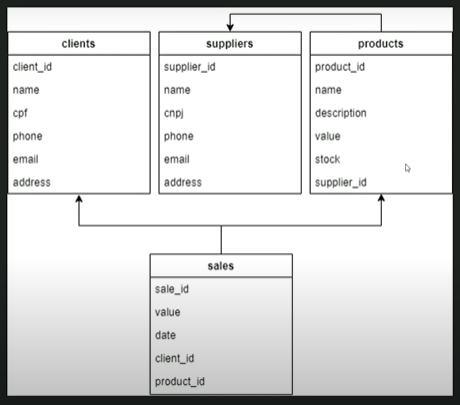 clients
client_id
name
cpf
phone
email
address
suppliers
supplier_id
name
cnpj
phone
email
address
products
product_id
name
description
value
stock
supplier_id
sales
sale_id
value
date
client_id
product_id